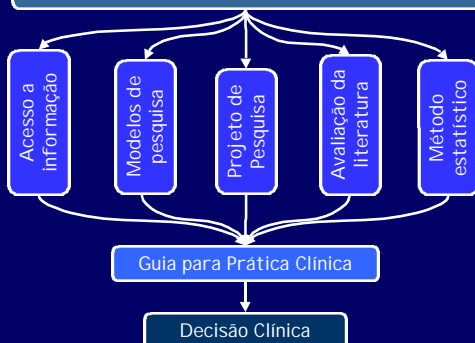 Acesso a
informação
Modelos de
pesquisa
Projeto de
Pesquisa
Avaliação da
literatura
Método
estatístico
Guia para Prática Clínica
Decisão Clínica